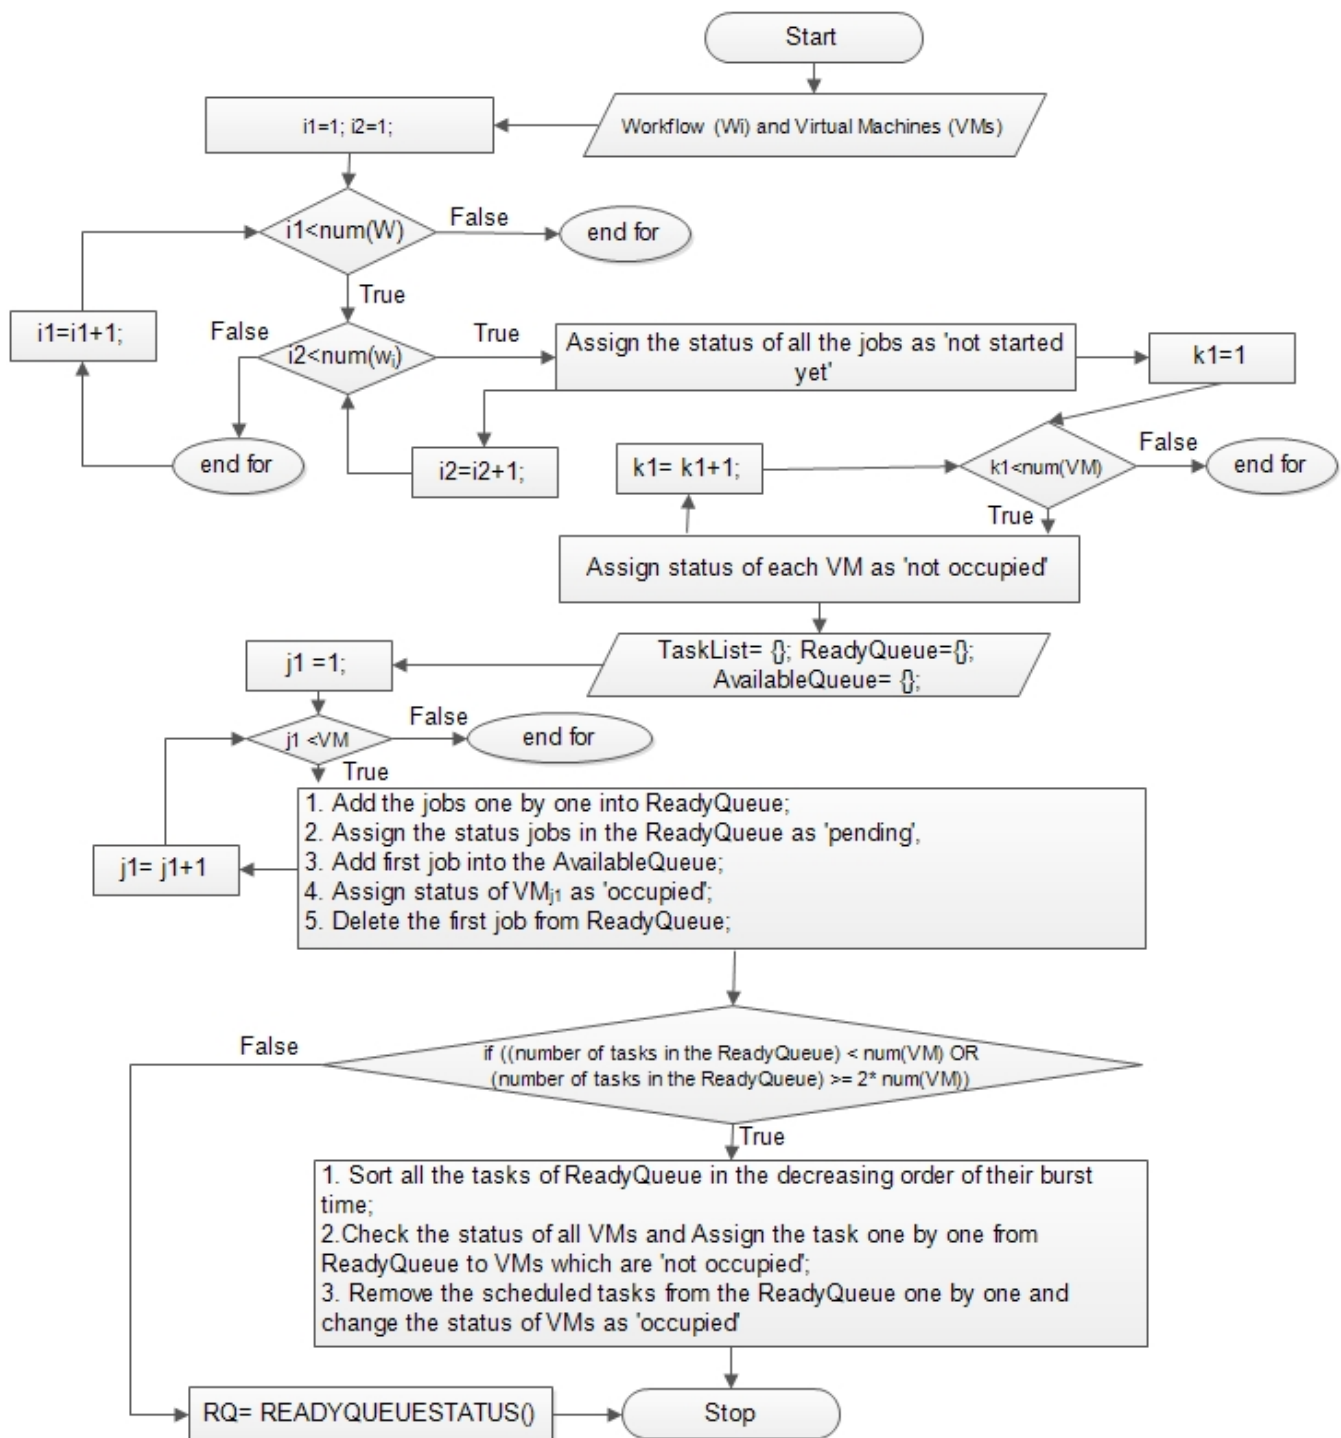 Start
Workflow (Wi) and Virtual Machines (VMs)
i1=1; i2=1;
i1<num(W)
False
end for
True
i1=i1+1;
False
i2<num(wi)
True
Assign the status of all the jobs as 'not started
yet'
k1=1
end for
i2=i2+1;
k1= k1+1;
k1<num(VM)
False
end for
True
Assign status of each VM as 'not occupied'
TaskList= {}; ReadyQueue={};
AvailableQueue= {};
j1 =1;
j1 <VM
False
end for
True
1. Add the jobs one by one into ReadyQueue;
2. Assign the status jobs in the ReadyQueue as 'pending',
3. Add first job into the AvailableQueue;
4. Assign status of VMj1 as 'occupied';
5. Delete the first job from ReadyQueue;
j1= j1+1
False
if ((number of tasks in the ReadyQueue) < num(VM) OR
(number of tasks in the ReadyQueue) >= 2* num(VM))
True
1. Sort all the tasks of ReadyQueue in the decreasing order of their burst
time;
2.Check the status of all VMs and Assign the task one by one from
ReadyQueue to VMs which are 'not occupied';
3. Remove the scheduled tasks from the ReadyQueue one by one and
change the status of VMs as 'occupied'
RQ= READYQUEUESTATUS()
Stop